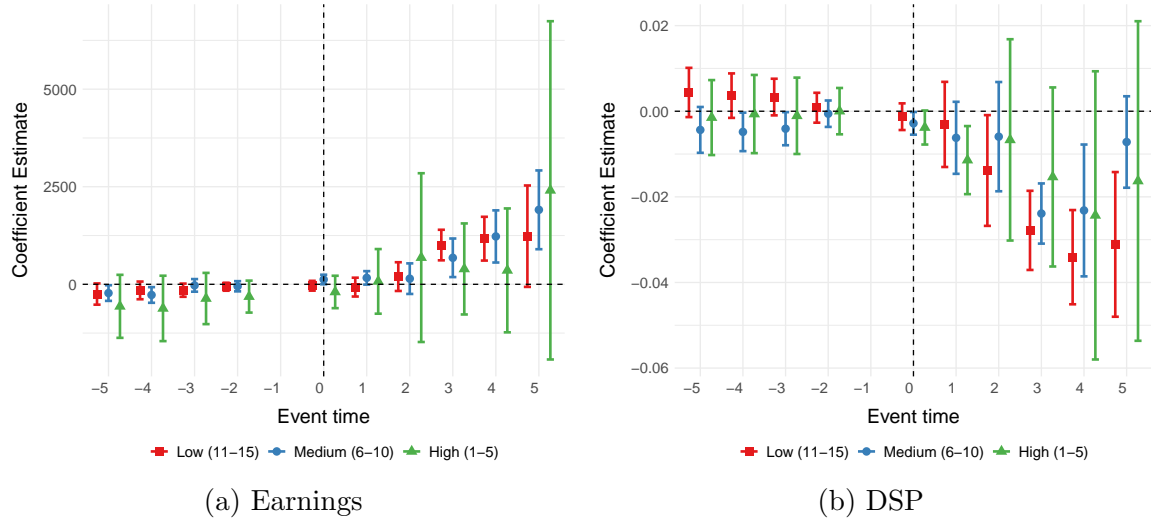 Coefficient Estimate
5000
2500
0
−5 −4 −3 −2 −1 0 1 2 3 4 5
Event time
Low (11−15) Medium (6−10) High (1−5)
(a) Earnings
Coefficient Estimate
0.02
0.00
−0.02
−0.04
−0.06
−5 −4 −3 −2 −1 0 1 2 3 4 5
Event time
Low (11−15) Medium (6−10) High (1−5)
(b) DSP